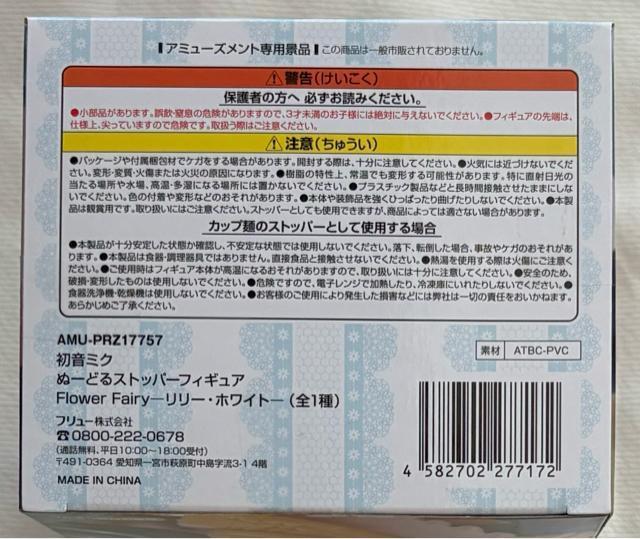 アミューズメント専用景品 この商品は一般市販されておりません。
⚠警告(けいこく)
保護者の方へ 必ずお読みください。
●小部品があります。誤飲・窒息の危険がありますので、3才未満のお子様には絶対に与えないでください。●フィギュアの先端は、
仕様上、尖っていますので危険です。取扱う際はご注意ください。
⚠注意(ちゅうい)
●パッケージや付属梱包材でケガをする場合があります。開封する際は、十分に注意してください。●火気には近づけないでく
ださい。変形・変質・火傷または火災の原因になります。●樹脂の特性上、常温でも変形する可能性があります。特に直射日光の
当たる場所や水場、高温・多湿になる場所には置かないでください。●プラスチック製品などと長時間接触させたままにしな
いでください。色の付着や変形などのおそれがあります。●本体や装飾品を強くひっぱったり曲げたりしないでください。●本製
品は観賞用です。取り扱いにはご注意ください。ストッパーとしても使用できますが、商品によっては適さない場合があります。
カップ麺のストッパーとして使用する場合
●本製品が十分安定した状態か確認し、不安定な状態では使用しないでください。落下、転倒した場合、事故やケガのおそれがあり
ます。●本製品は食器・調理器具ではありません。直接食品と接触させないでください。●熱湯を使用する際は火傷にご注意くだ
さい。●ご使用時はフィギュア本体が高温になるおそれがありますので、取り扱いには十分に注意してください。●安全のため、
破損・変形したものは使用しないでください。●危険ですので、電子レンジで加熱したり、冷凍庫にいれたりしないでください。●
食器洗浄機・乾燥機は使用しないでください。●お客様のご使用により発生した損害などには弊社は一切の責任をおいかねます。
あらかじめご了承ください。
AMU-PRZ17757
初音ミク
ぬーどるストッパーフィギュア
Flower Fairy―リリー・ホワイト―(全1種)
フリュー株式会社
☎0800-222-0678
(通話無料、平日10:00〜18:00受付)
〒491-0364 愛知県一宮市萩原町中島字流3-1 4階
MADE IN CHINA
素材 ATBC-PVC
4 582702 277172